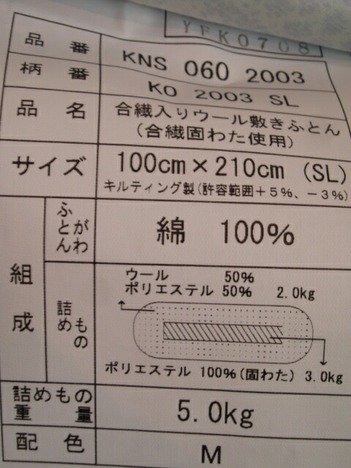 YPK0708
品番 KNS 060 2003
柄番 KO 2003 SL
品名 合繊入りウール敷きふとん
(合繊固わた使用)
サイズ 100cm×210cm (SL)
キルティング製(許容範囲+5%、-3%)
組成
ふとんがわ 綿 100%
詰めもの
ウール 50%
ポリエステル 50% 2.0kg
ポリエステル 100%(固わた) 3.0kg
詰めもの重量 5.0kg
配色 M